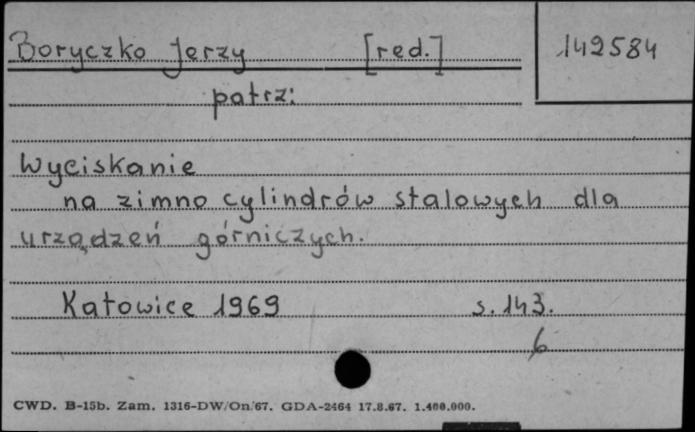 Boryczko Jerzy [red.] 142584
patrz:
Wyciskanie
na zimno cylindrów stalowych dla
urządzeń górniczych.
Katowice 1969 s. 143.
6
CWD. B-15b. Zam. 1316-DW/On/67. GDA-2464 17.8.67. 1.400.000.